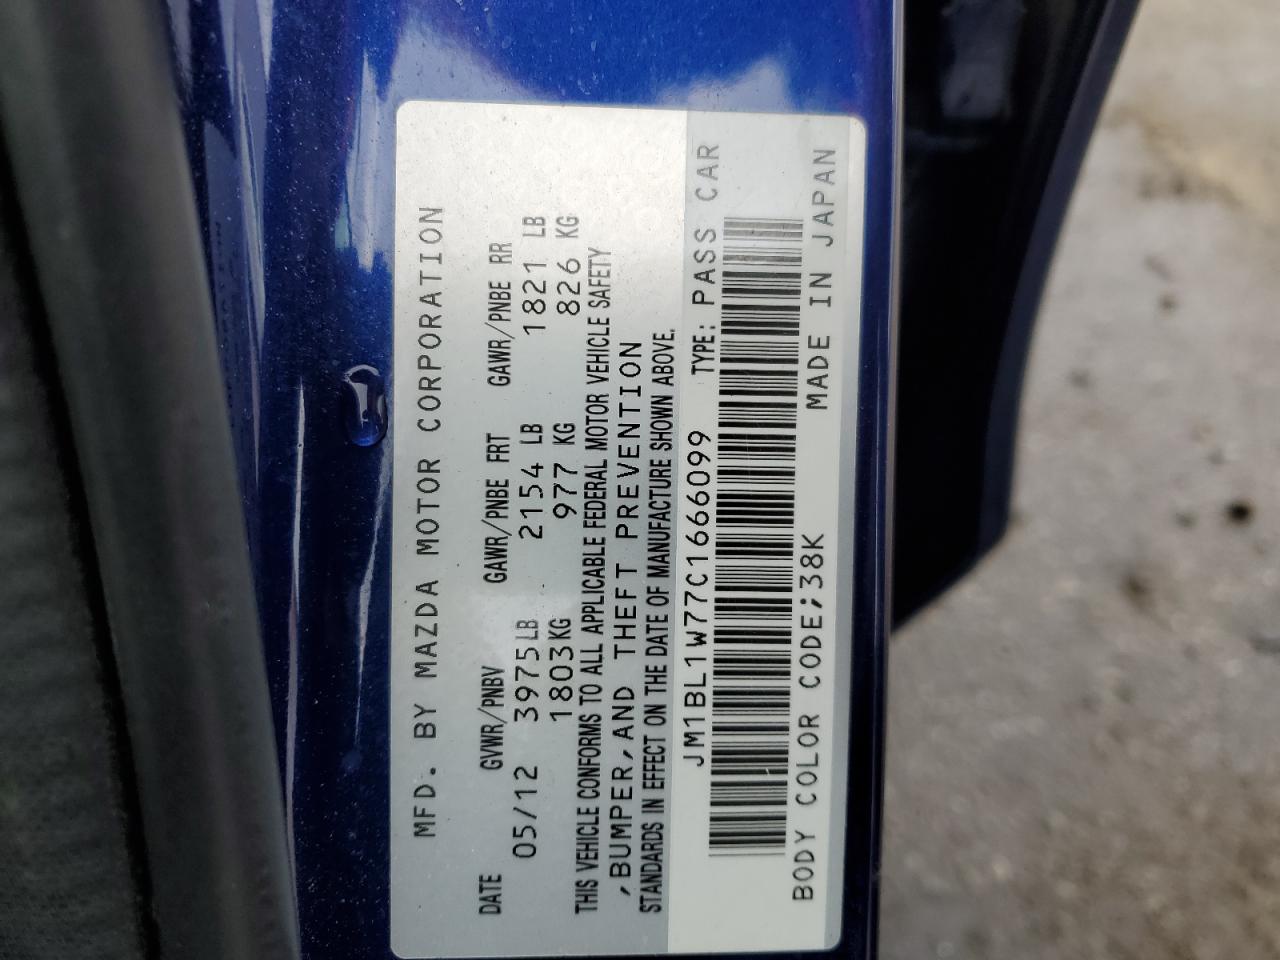 MFD. BY MAZDA MOTOR CORPORATION
DATE GVWR/PNBV GAWR/PNBE FRT GAWR/PNBE RR
05/12 3975LB 2154 LB 1821 LB
1803KG 977 KG 826 KG
THIS VEHICLE CONFORMS TO ALL APPLICABLE FEDERAL MOTOR VEHICLE SAFETY
,BUMPER,AND THEFT PREVENTION
STANDARDS IN EFFECT ON THE DATE OF MANUFACTURE SHOWN ABOVE.
JM1BL1W77C1666099 TYPE: PASS CAR
BODY COLOR CODE;38K MADE IN JAPAN